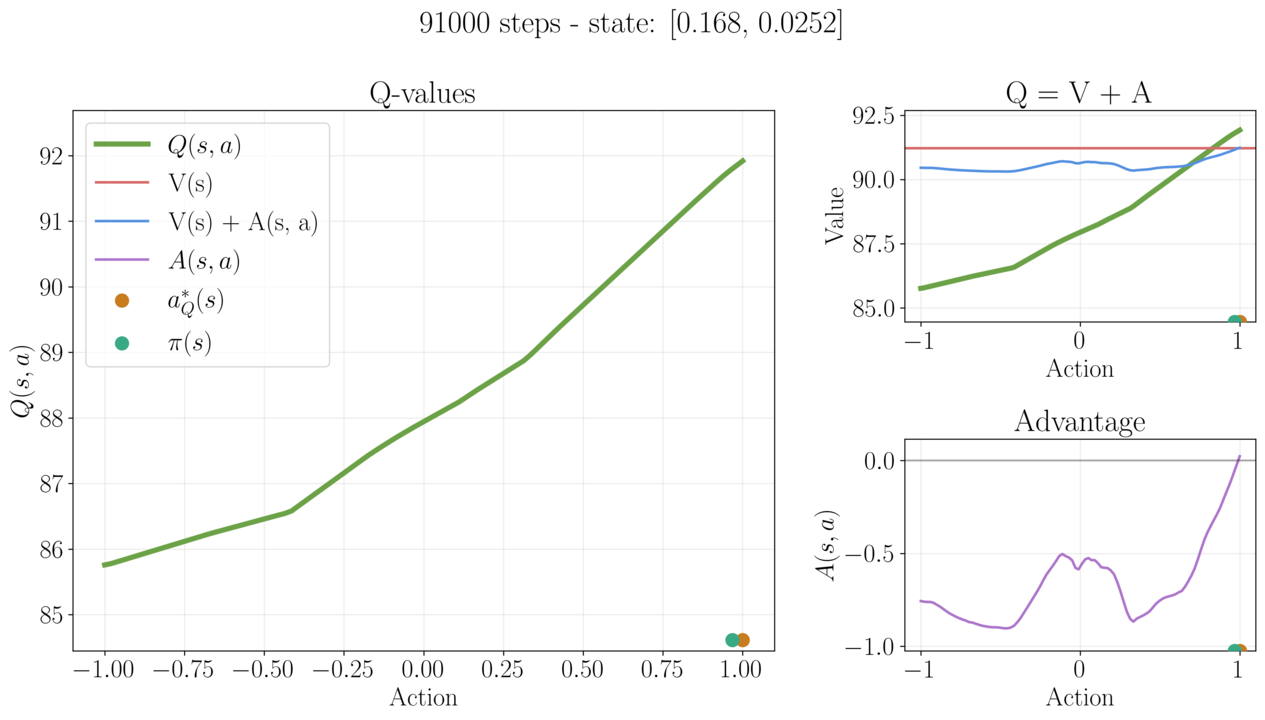 91000 steps - state: [0.168, 0.0252]
Q-values
Q(s, a)
V(s)
V(s) + A(s, a)
A(s, a)
a*_Q(s)
π(s)
92
91
90
89
88
87
86
85
Q(s, a)
−1.00 −0.75 −0.50 −0.25 0.00 0.25 0.50 0.75 1.00
Action
Q = V + A
92.5
90.0
87.5
85.0
Value
−1 0 1
Action
Advantage
0.0
−0.5
−1.0
A(s, a)
−1 0 1
Action